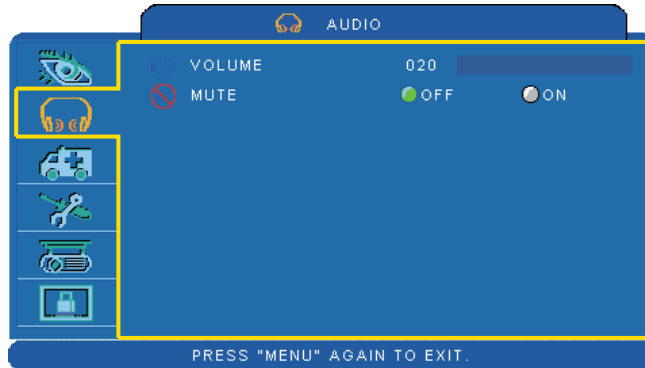 AUDIO
VOLUME 020
MUTE OFF ON
PRESS "MENU" AGAIN TO EXIT.